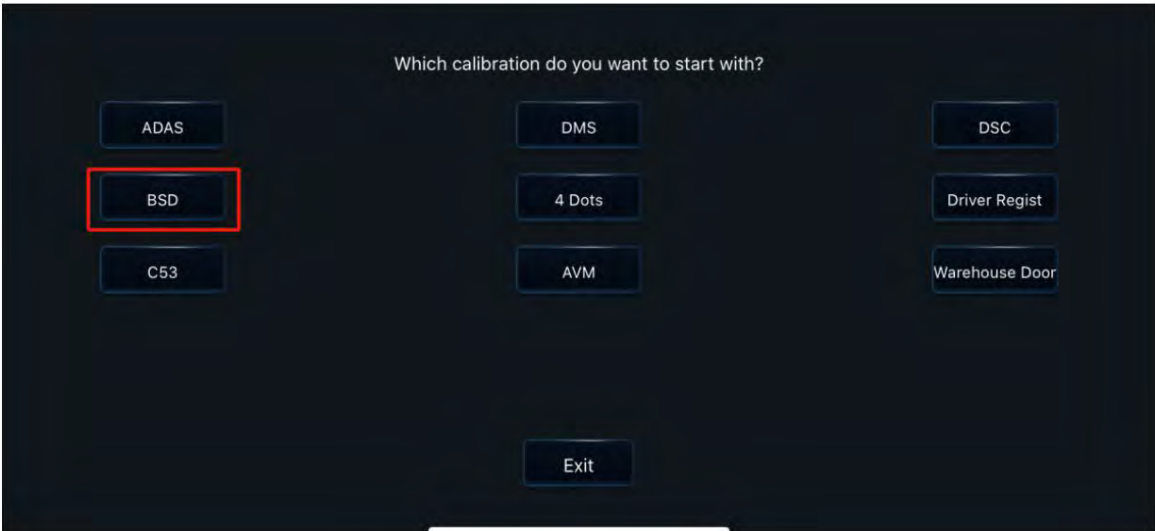 Which calibration do you want to start with?
ADAS DMS DSC
BSD 4 Dots Driver Regist
C53 AVM Warehouse Door
Exit